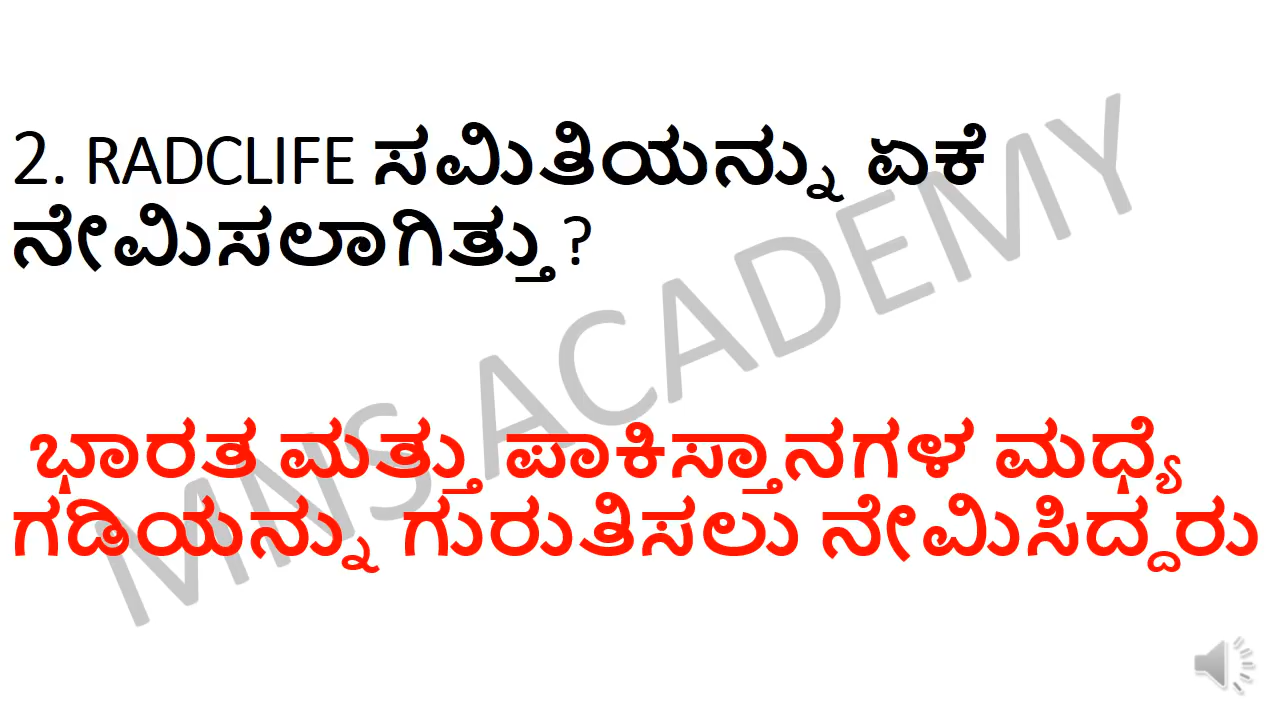 2. RADCLIFE ಸಮಿತಿಯನ್ನು ಏಕೆ
ನೇಮಿಸಲಾಗಿತ್ತು?
MNS ACADEMY
ಭಾರತ ಮತ್ತು ಪಾಕಿಸ್ತಾನಗಳ ಮಧ್ಯೆ
ಗಡಿಯನ್ನು ಗುರುತಿಸಲು ನೇಮಿಸಿದ್ದರು